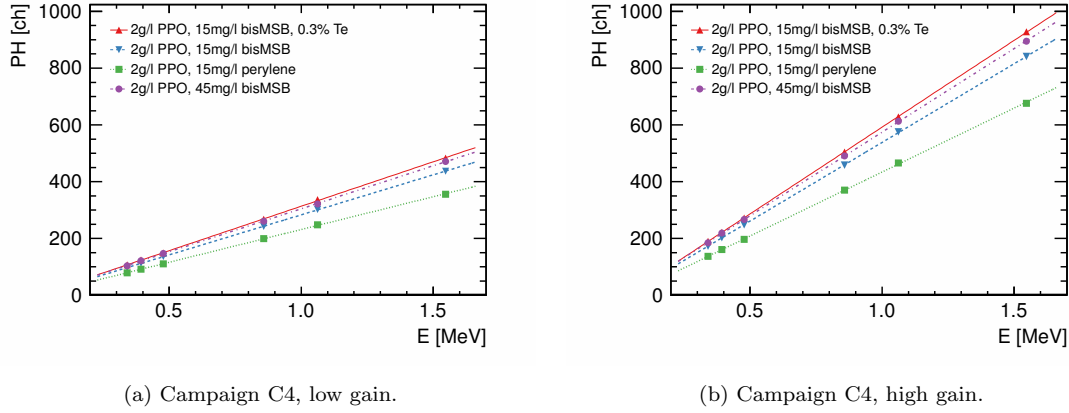 PH [ch]
1000
800
600
400
200
0
2g/l PPO, 15mg/l bisMSB, 0.3% Te
2g/l PPO, 15mg/l bisMSB
2g/l PPO, 15mg/l perylene
2g/l PPO, 45mg/l bisMSB
0.5 1.0 1.5
E [MeV]
(a) Campaign C4, low gain.
PH [ch]
1000
800
600
400
200
0
2g/l PPO, 15mg/l bisMSB, 0.3% Te
2g/l PPO, 15mg/l bisMSB
2g/l PPO, 15mg/l perylene
2g/l PPO, 45mg/l bisMSB
0.5 1.0 1.5
E [MeV]
(b) Campaign C4, high gain.